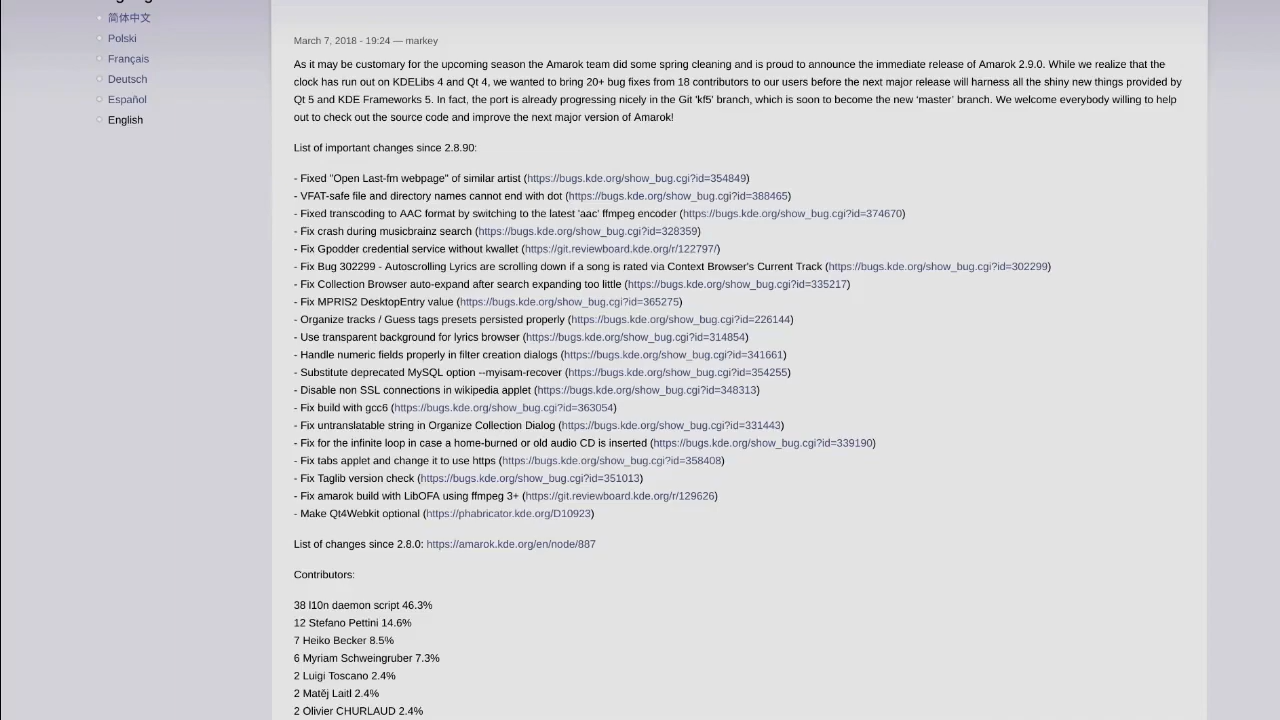 简体中文
Polski
Français
Deutsch
Español
English
March 7, 2018 - 19:24 — markey
As it may be customary for the upcoming season the Amarok team did some spring cleaning and is proud to announce the immediate release of Amarok 2.9.0. While we realize that the
clock has run out on KDELibs 4 and Qt 4, we wanted to bring 20+ bug fixes from 18 contributors to our users before the next major release will harness all the shiny new things provided by
Qt 5 and KDE Frameworks 5. In fact, the port is already progressing nicely in the Git 'kf5' branch, which is soon to become the new 'master' branch. We welcome everybody willing to help
out to check out the source code and improve the next major version of Amarok!
List of important changes since 2.8.90:
- Fixed "Open Last-fm webpage" of similar artist (https://bugs.kde.org/show_bug.cgi?id=354849)
- VFAT-safe file and directory names cannot end with dot (https://bugs.kde.org/show_bug.cgi?id=388465)
- Fixed transcoding to AAC format by switching to the latest 'aac' ffmpeg encoder (https://bugs.kde.org/show_bug.cgi?id=374670)
- Fix crash during musicbrainz search (https://bugs.kde.org/show_bug.cgi?id=328359)
- Fix Gpodder credential service without kwallet (https://git.reviewboard.kde.org/r/122797/)
- Fix Bug 302299 - Autoscrolling Lyrics are scrolling down if a song is rated via Context Browser's Current Track (https://bugs.kde.org/show_bug.cgi?id=302299)
- Fix Collection Browser auto-expand after search expanding too little (https://bugs.kde.org/show_bug.cgi?id=335217)
- Fix MPRIS2 DesktopEntry value (https://bugs.kde.org/show_bug.cgi?id=365275)
- Organize tracks / Guess tags presets persisted properly (https://bugs.kde.org/show_bug.cgi?id=226144)
- Use transparent background for lyrics browser (https://bugs.kde.org/show_bug.cgi?id=314854)
- Handle numeric fields properly in filter creation dialogs (https://bugs.kde.org/show_bug.cgi?id=341661)
- Substitute deprecated MySQL option --myisam-recover (https://bugs.kde.org/show_bug.cgi?id=354255)
- Disable non SSL connections in wikipedia applet (https://bugs.kde.org/show_bug.cgi?id=348313)
- Fix build with gcc6 (https://bugs.kde.org/show_bug.cgi?id=363054)
- Fix untranslatable string in Organize Collection Dialog (https://bugs.kde.org/show_bug.cgi?id=331443)
- Fix for the infinite loop in case a home-burned or old audio CD is inserted (https://bugs.kde.org/show_bug.cgi?id=339190)
- Fix tabs applet and change it to use https (https://bugs.kde.org/show_bug.cgi?id=358408)
- Fix Taglib version check (https://bugs.kde.org/show_bug.cgi?id=351013)
- Fix amarok build with LibOFA using ffmpeg 3+ (https://git.reviewboard.kde.org/r/129626)
- Make Qt4Webkit optional (https://phabricator.kde.org/D10923)
List of changes since 2.8.0: https://amarok.kde.org/en/node/887
Contributors:
38 l10n daemon script 46.3%
12 Stefano Pettini 14.6%
7 Heiko Becker 8.5%
6 Myriam Schweingruber 7.3%
2 Luigi Toscano 2.4%
2 Matěj Laitl 2.4%
2 Olivier CHURLAUD 2.4%